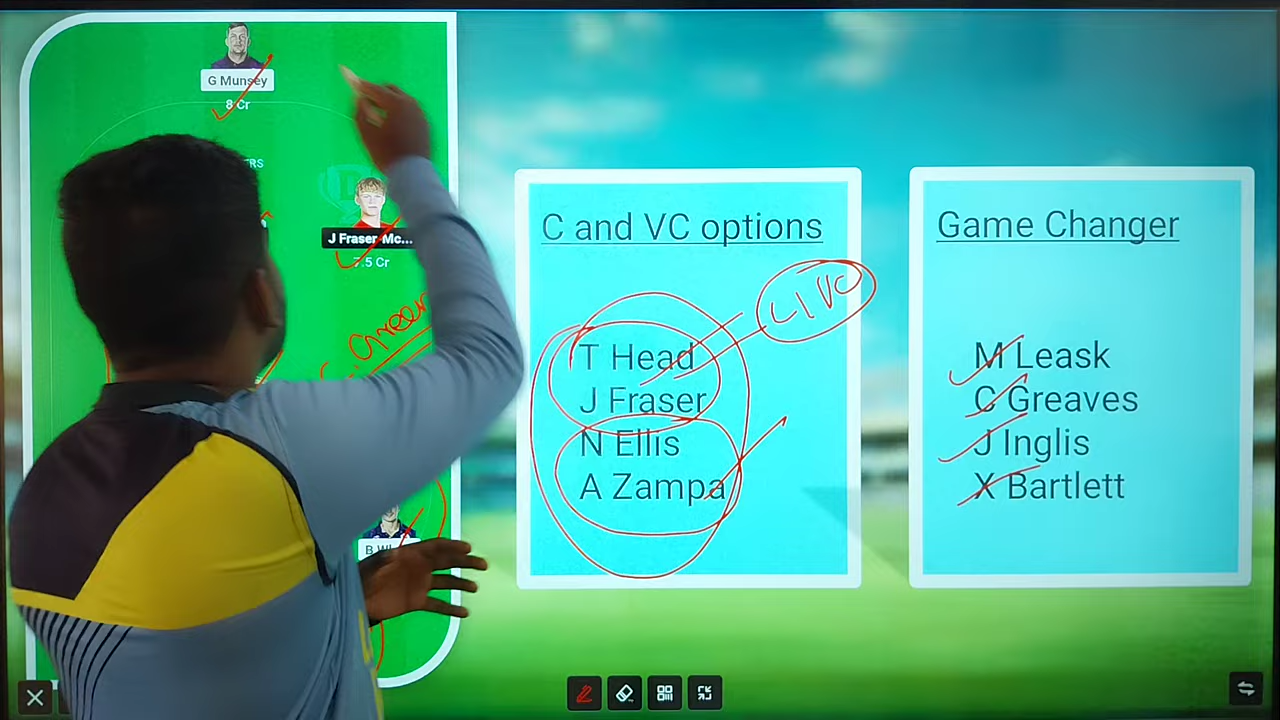 G Munsey
8 Cr
J Fraser-Mc...
7.5 Cr
C. Green
C and VC options
C/VC
T Head
J Fraser
N Ellis
A Zampa
Game Changer
M Leask
C Greaves
J Inglis
X Bartlett